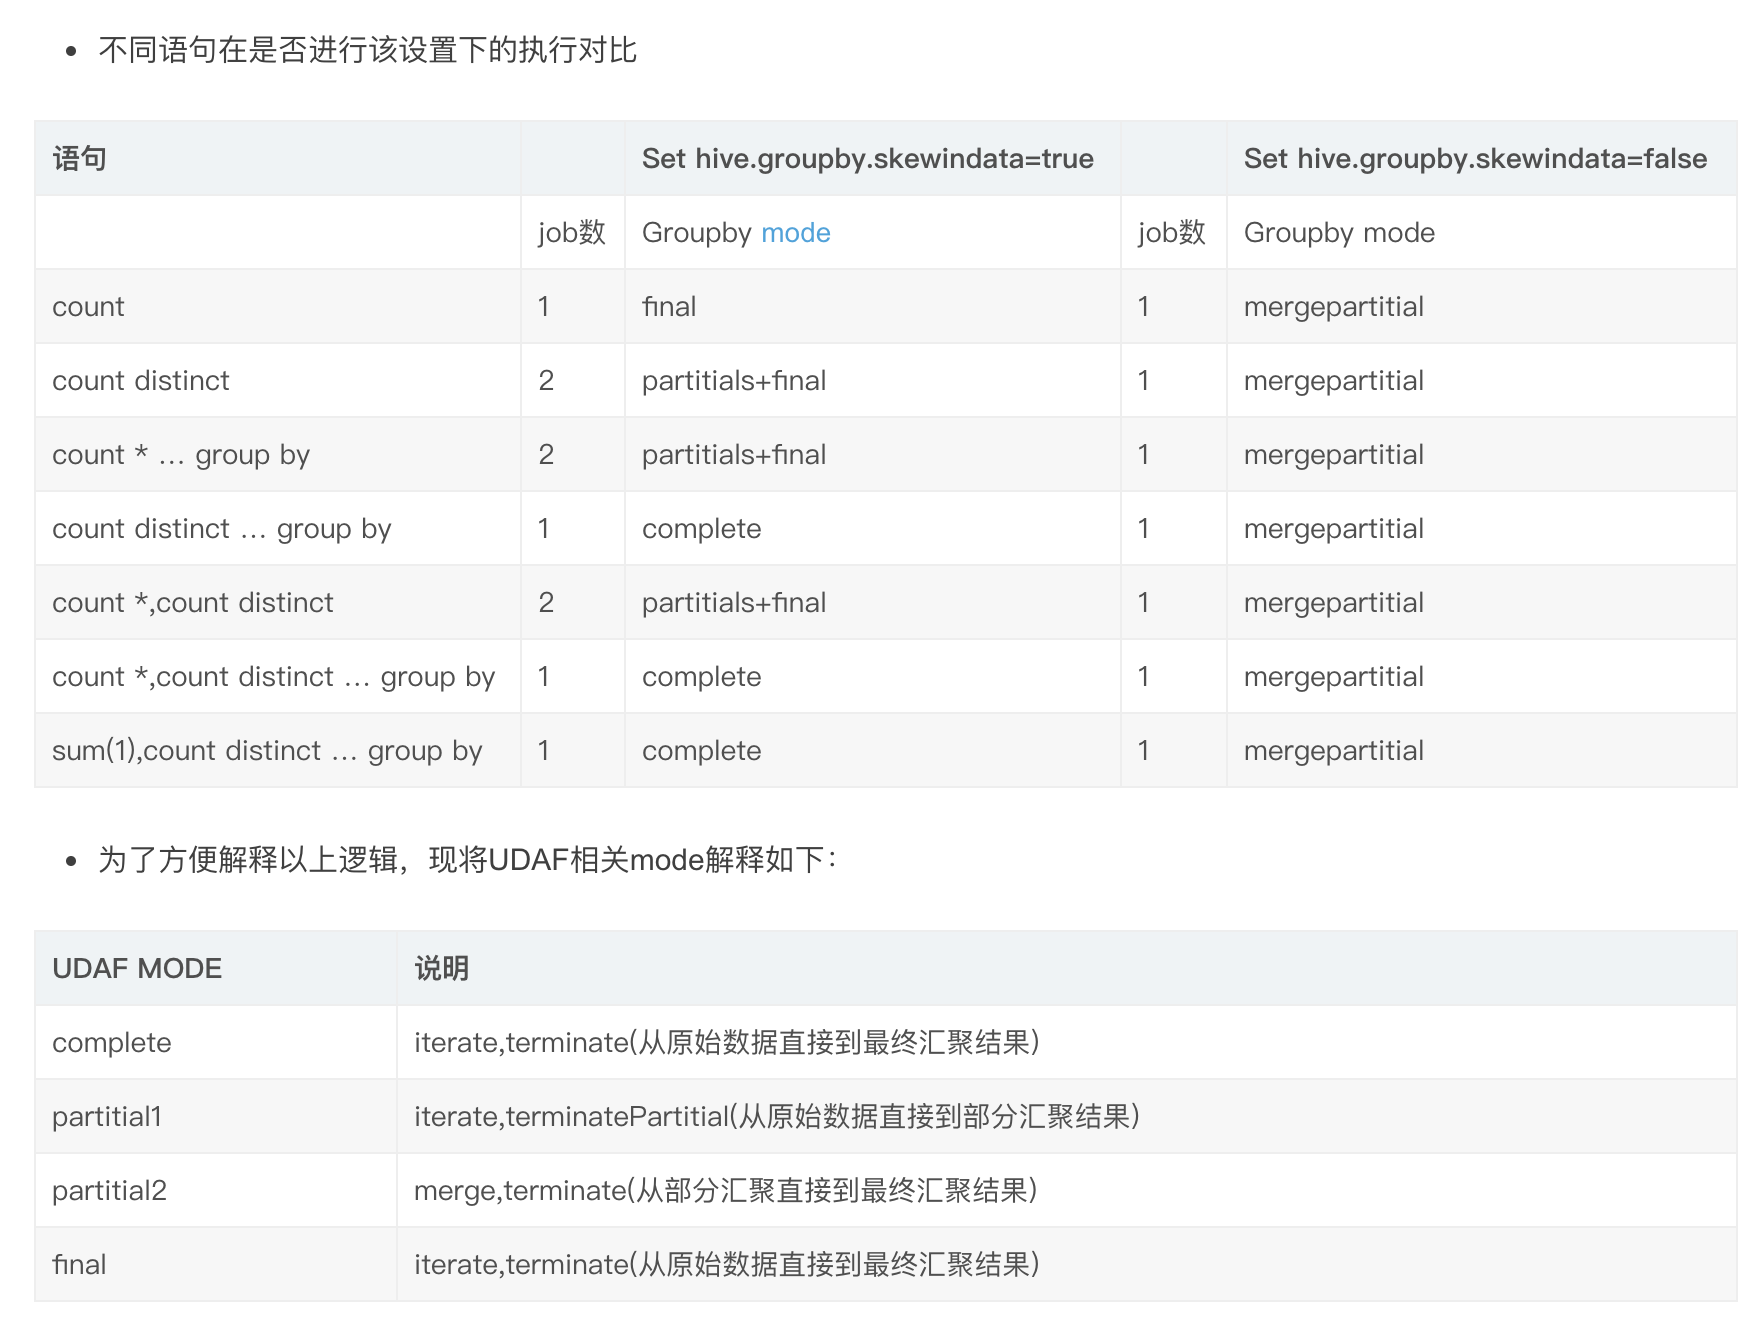 不同语句在是否进行该设置下的执行对比
语句 Set hive.groupby.skewindata=true Set hive.groupby.skewindata=false
job数 Groupby mode job数 Groupby mode
count 1 final 1 mergepartitial
count distinct 2 partitials+final 1 mergepartitial
count * … group by 2 partitials+final 1 mergepartitial
count distinct … group by 1 complete 1 mergepartitial
count *,count distinct 2 partitials+final 1 mergepartitial
count *,count distinct … group by 1 complete 1 mergepartitial
sum(1),count distinct … group by 1 complete 1 mergepartitial
为了方便解释以上逻辑，现将UDAF相关mode解释如下：
UDAF MODE 说明
complete iterate,terminate(从原始数据直接到最终汇聚结果)
partitial1 iterate,terminatePartitial(从原始数据直接到部分汇聚结果)
partitial2 merge,terminate(从部分汇聚直接到最终汇聚结果)
final iterate,terminate(从原始数据直接到最终汇聚结果)